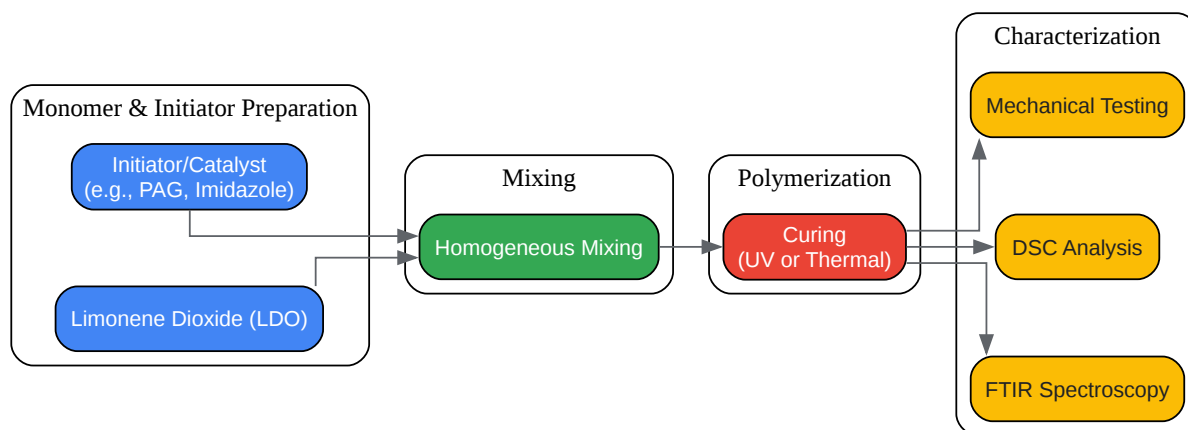 Monomer & Initiator Preparation
Initiator/Catalyst
(e.g., PAG, Imidazole)
Limonene Dioxide (LDO)
Mixing
Homogeneous Mixing
Polymerization
Curing
(UV or Thermal)
Characterization
Mechanical Testing
DSC Analysis
FTIR Spectroscopy